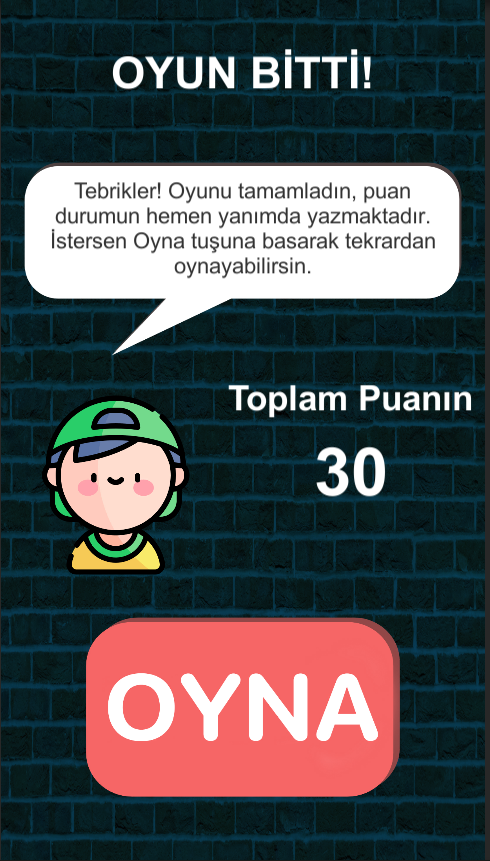 OYUN BİTTİ!
Tebrikler! Oyunu tamamladın, puan
durumun hemen yanımda yazmaktadır.
İstersen Oyna tuşuna basarak tekrardan
oynayabilirsin.
Toplam Puanın
30
OYNA